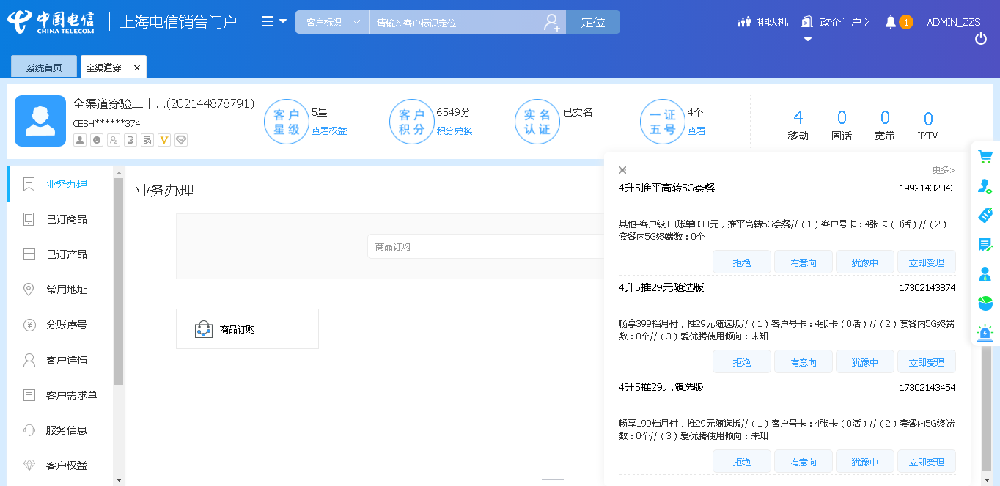 中国电信
CHINA TELECOM
上海电信销售门户
客户标识
请输入客户标识定位
定位
排队机
政企门户
1
ADMIN_ZZS
系统首页
全渠道穿...
全渠道穿验二十...(202144878791)
CESH******374
客户星级
5星
查看权益
客户积分
6549分
积分兑换
实名认证
已实名
一证五号
4个
查看
4
移动
0
固话
0
宽带
0
IPTV
业务办理
已订商品
已订产品
常用地址
分账序号
客户详情
客户需求单
服务信息
客户权益
业务办理
商品订购
商品订购
更多>
4升5推平高转5G套餐
19921432843
其他-客户级T0账单833元，推平高转5G套餐//（1）客户号卡：4张卡（0活）//（2）
套餐内5G终端数：0个
拒绝 有意向 犹豫中 立即受理
4升5推29元随选版
17302143874
畅享399档月付，推29元随选版//（1）客户号卡：4张卡（0活）//（2）套餐内5G终端
数：0个//（3）爱优腾使用倾向：未知
拒绝 有意向 犹豫中 立即受理
4升5推29元随选版
17302143454
畅享199档月付，推29元随选版//（1）客户号卡：4张卡（0活）//（2）套餐内5G终端
数：0个//（3）爱优腾使用倾向：未知
拒绝 有意向 犹豫中 立即受理